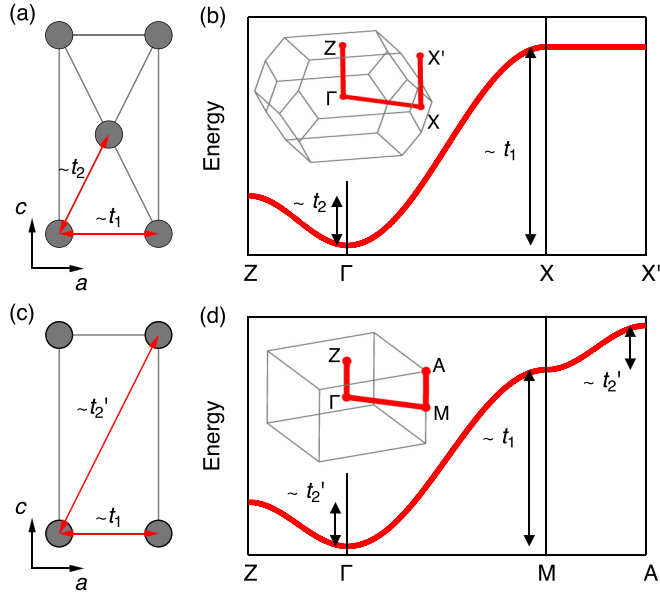 (a)
~t₂
~t₁
c
a
(b)
Energy
Z
X'
Γ
X
~ t₂
~ t₁
Z
Γ
X
X'
(c)
~t₂'
~t₁
c
a
(d)
Energy
Z
A
Γ
M
~ t₂'
~ t₁
~ t₂'
Z
Γ
M
A